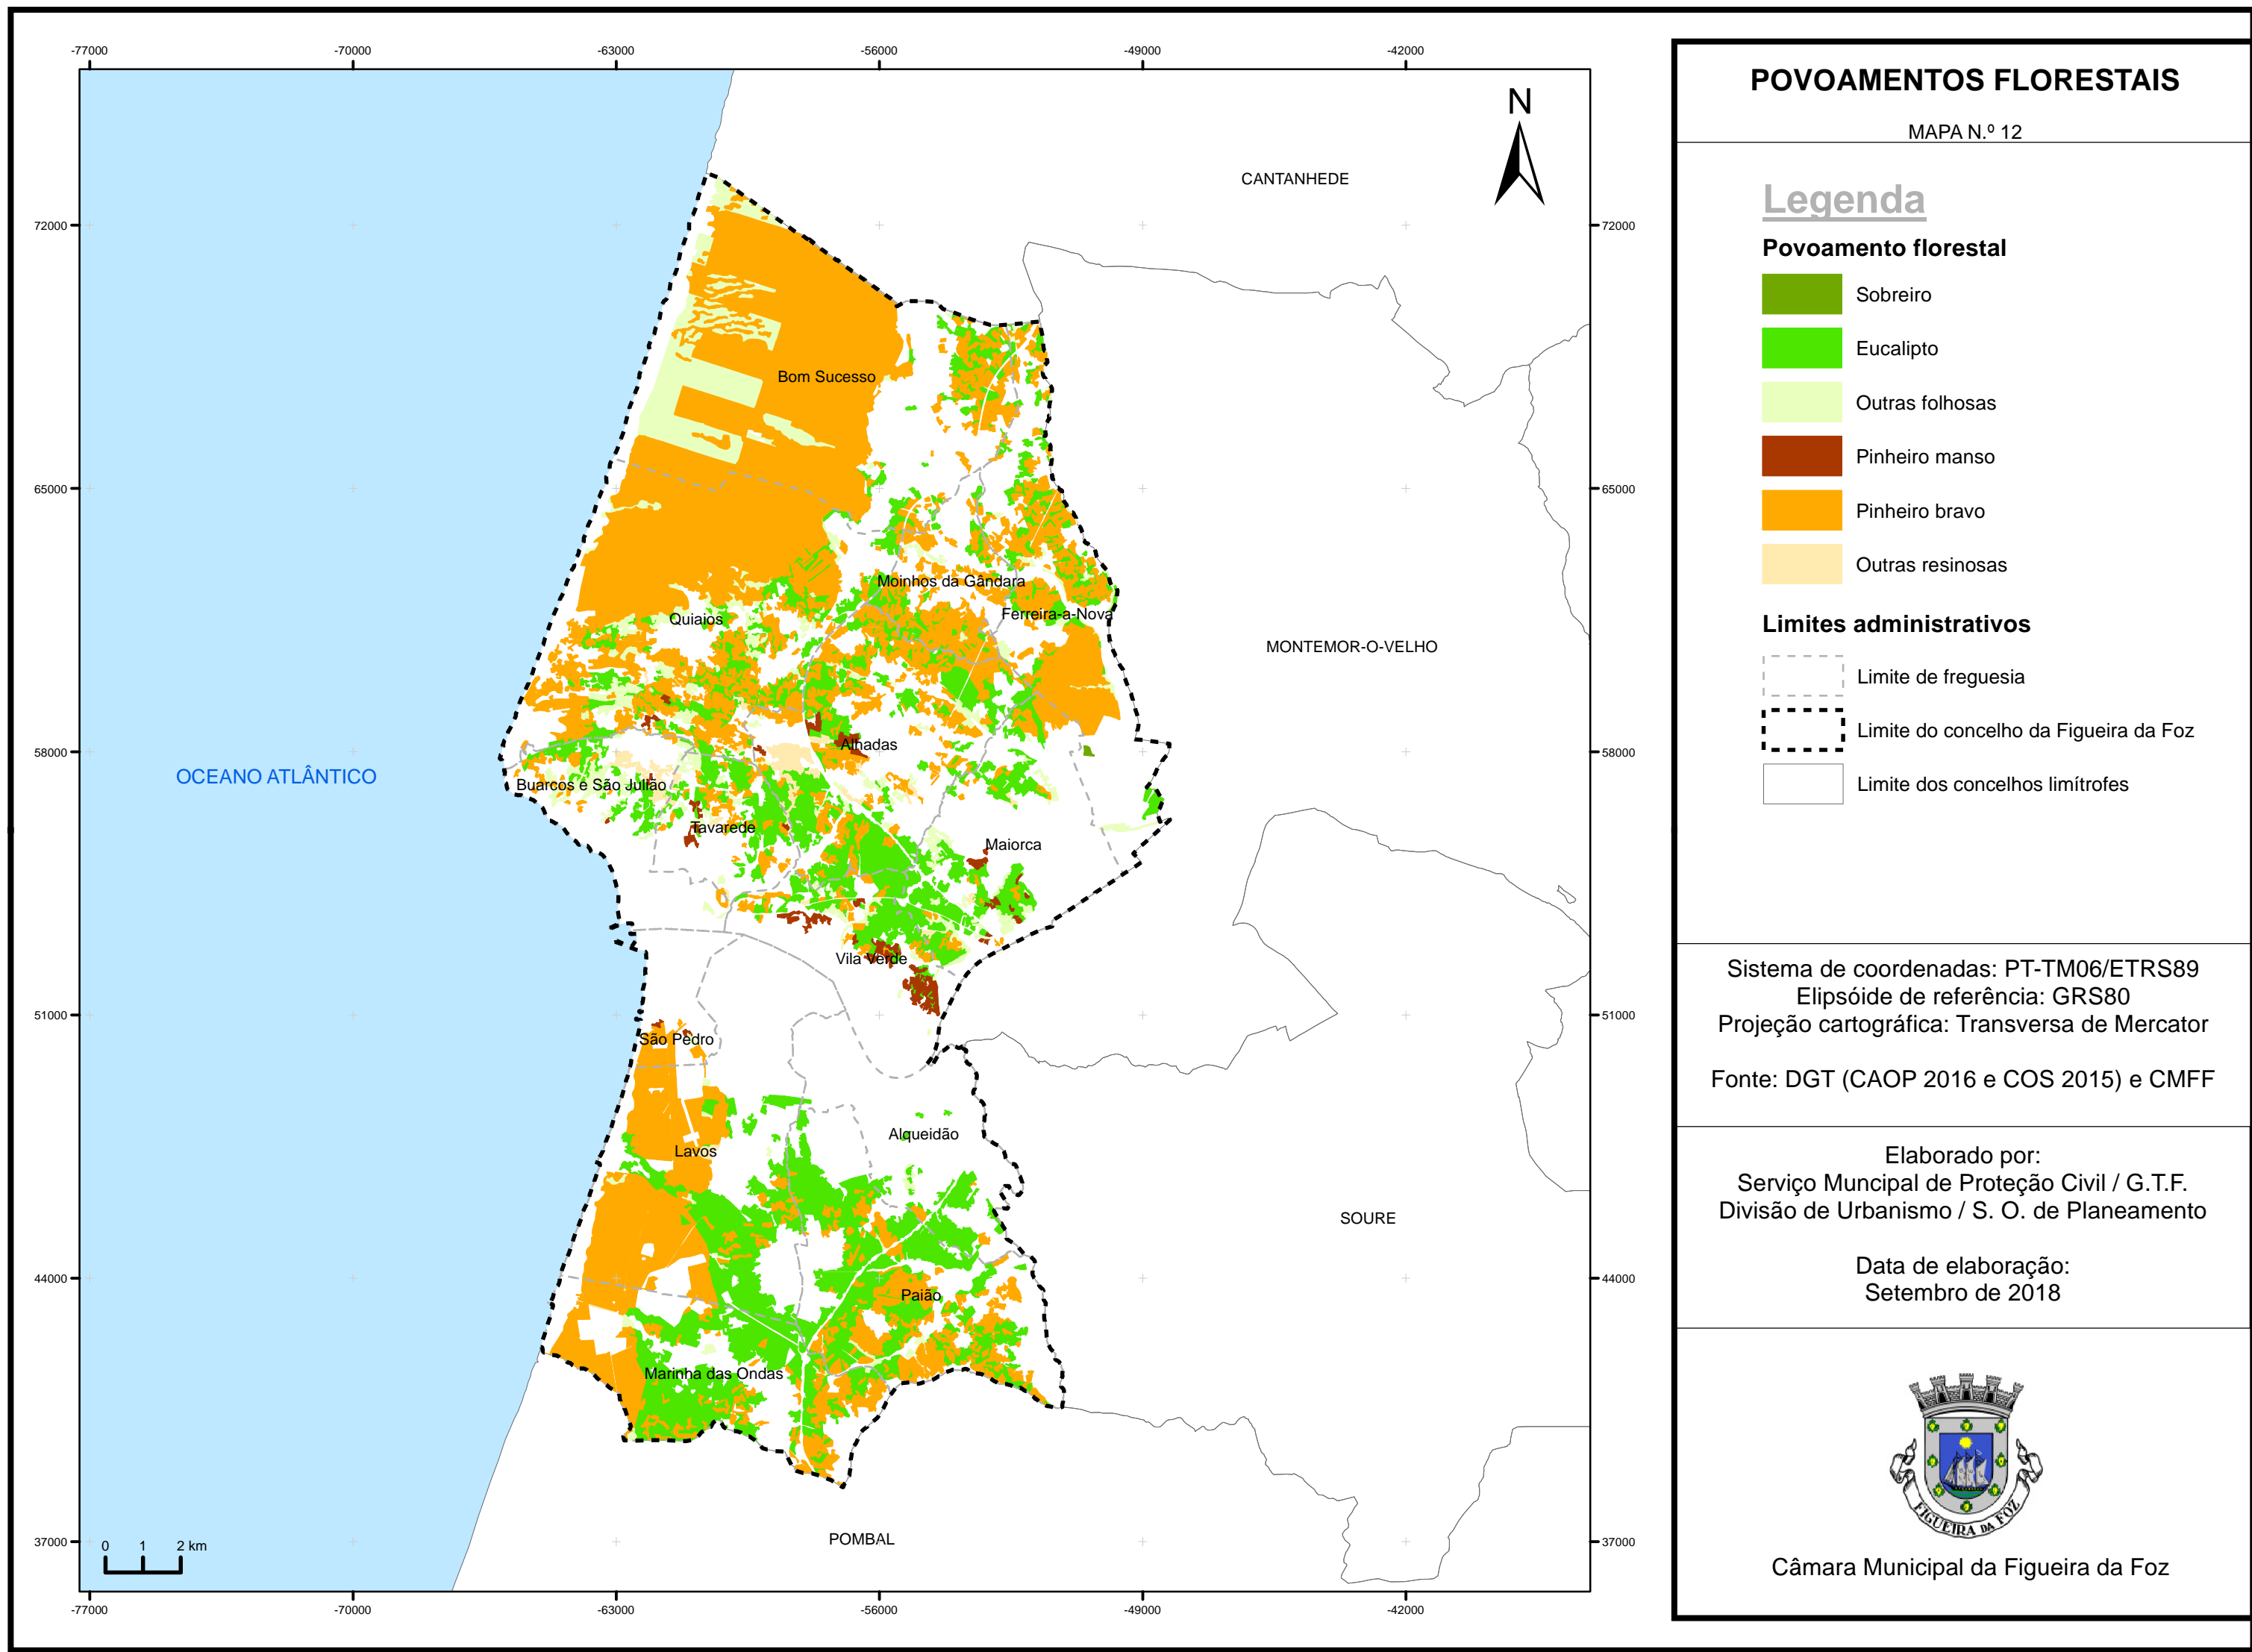 -77000
-70000
-63000
-56000
-49000
-42000
72000
65000
58000
51000
44000
37000
72000
65000
58000
51000
44000
37000
N
CANTANHEDE
Bom Sucesso
Moinhos da Gândara
Ferreira-a-Nova
Quiaios
MONTEMOR-O-VELHO
Alhadas
OCEANO ATLÂNTICO
Buarcos e São Julião
Tavarede
Maiorca
Vila Verde
São Pedro
Alqueidão
Lavos
SOURE
Paião
Marinha das Ondas
POMBAL
0 1 2 km
-77000
-70000
-63000
-56000
-49000
-42000
POVOAMENTOS FLORESTAIS
MAPA N.º 12
Legenda
Povoamento florestal
Sobreiro
Eucalipto
Outras folhosas
Pinheiro manso
Pinheiro bravo
Outras resinosas
Limites administrativos
Limite de freguesia
Limite do concelho da Figueira da Foz
Limite dos concelhos limítrofes
Sistema de coordenadas: PT-TM06/ETRS89
Elipsóide de referência: GRS80
Projeção cartográfica: Transversa de Mercator
Fonte: DGT (CAOP 2016 e COS 2015) e CMFF
Elaborado por:
Serviço Muncipal de Proteção Civil / G.T.F.
Divisão de Urbanismo / S. O. de Planeamento
Data de elaboração:
Setembro de 2018
FIGUEIRA DA FOZ
Câmara Municipal da Figueira da Foz